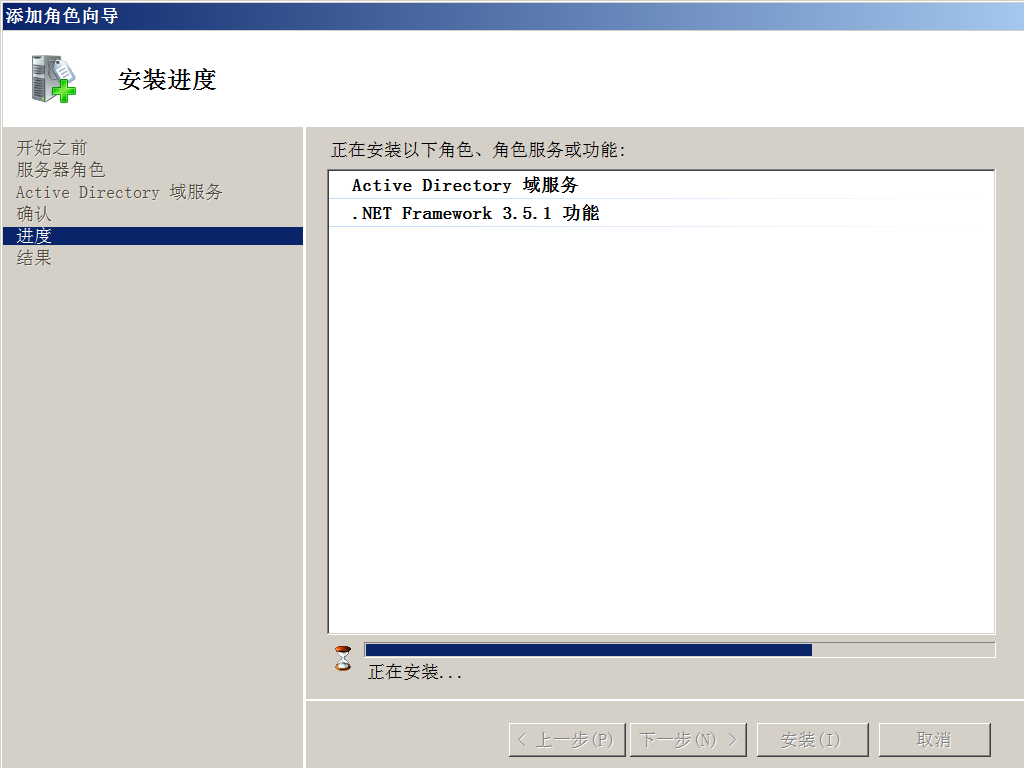 添加角色向导
安装进度
开始之前
服务器角色
Active Directory 域服务
确认
进度
结果
正在安装以下角色、角色服务或功能:
Active Directory 域服务
.NET Framework 3.5.1 功能
正在安装...
< 上一步(P) 下一步(N) > 安装(I) 取消